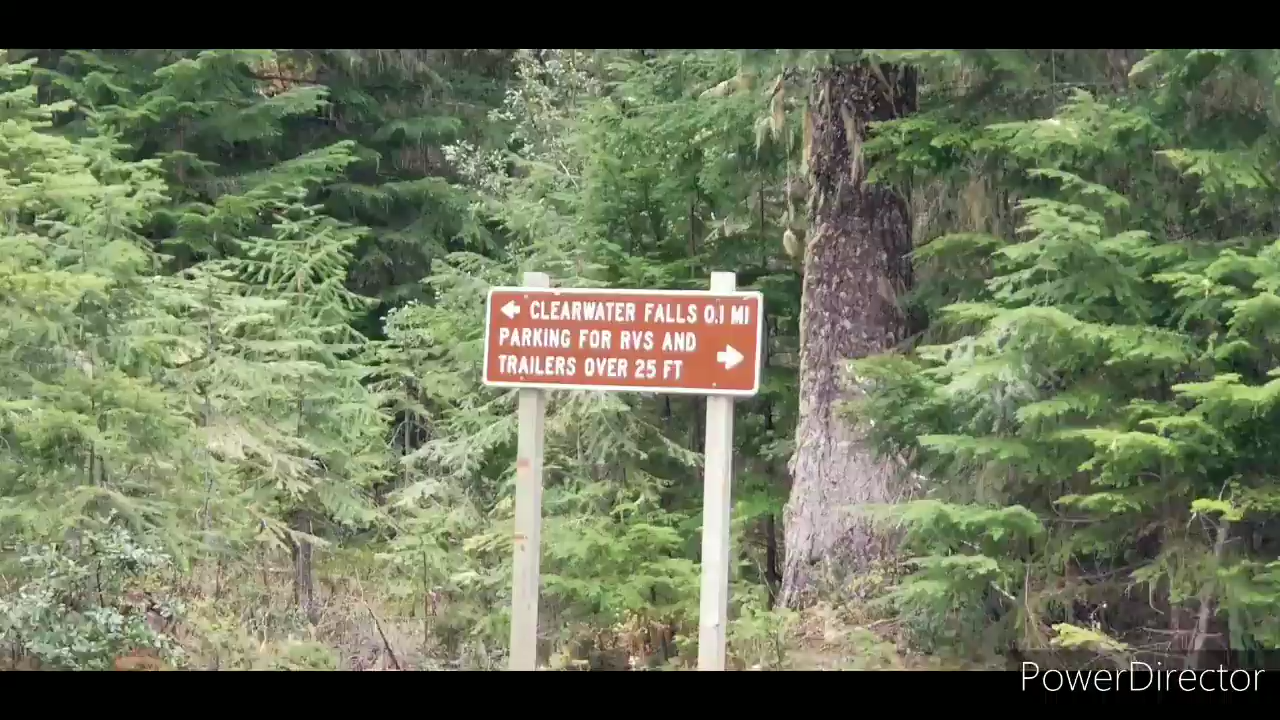 CLEARWATER FALLS 0.1 MI
PARKING FOR RVS AND
TRAILERS OVER 25 FT
PowerDirector